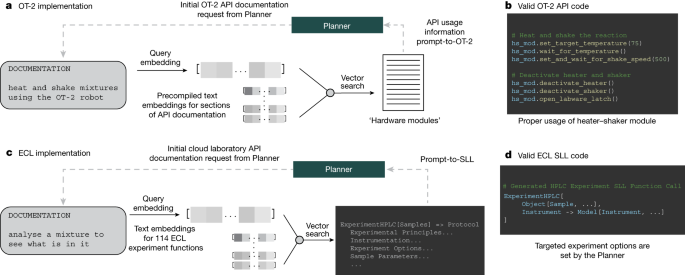 a OT-2 implementation
Initial OT-2 API documentation
request from Planner
Planner
API usage
information
prompt-to-OT-2
DOCUMENTATION
heat and shake mixtures
using the OT-2 robot
Query
embedding
Precompiled text
embeddings for sections
of API documentation
Vector
search
'Hardware modules'
b Valid OT-2 API code
# Heat and shake the reaction
hs_mod.set_target_temperature(75)
hs_mod.wait_for_temperature()
hs_mod.set_and_wait_for_shake_speed(500)
# Deactivate heater and shaker
hs_mod.deactivate_heater()
hs_mod.deactivate_shaker()
hs_mod.open_labware_latch()
Proper usage of heater–shaker module
c ECL implementation
Initial cloud laboratory API
documentation request from Planner
Planner
Prompt-to-SLL
DOCUMENTATION
analyse a mixture to
see what is in it
Query
embedding
Text embeddings
for 114 ECL
experiment functions
Vector
search
ExperimentHPLC[Samples] => Protocol
Experimental Principles...
Instrumentation...
Experiment Options...
Sample Parameters...
...
d Valid ECL SLL code
# Generated HPLC Experiment SLL Function Call
ExperimentHPLC[
Object[Sample, ...],
Instrument -> Model[Instrument, ...]
]
Targeted experiment options are
set by the Planner